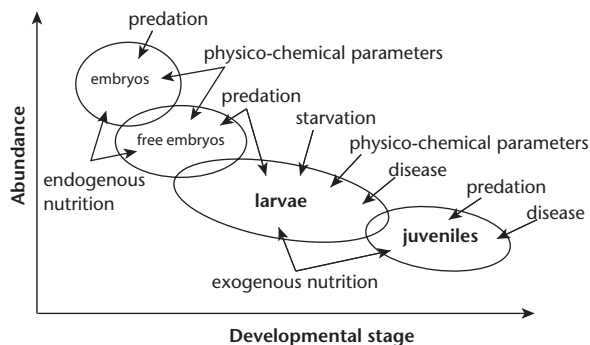 predation
physico-chemical parameters
embryos
predation
free embryos
starvation
physico-chemical parameters
disease
endogenous
nutrition
larvae
predation
disease
juveniles
exogenous nutrition
Abundance
Developmental stage